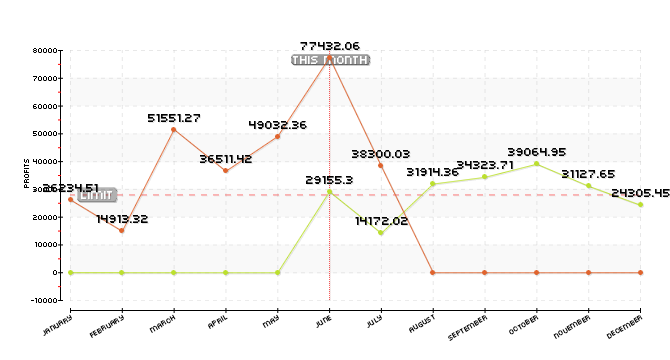 80000
77432.06
THIS MONTH
70000
60000
51551.27
50000
49032.36
40000
36511.42
38300.03
39064.95
34323.71
31914.36
31127.65
30000
29155.3
26234.51
LIMIT
24305.45
20000
14913.32
14172.02
10000
0
-10000
PROFITS
JANUARY
FEBRUARY
MARCH
APRIL
MAY
JUNE
JULY
AUGUST
SEPTEMBER
OCTOBER
NOVEMBER
DECEMBER